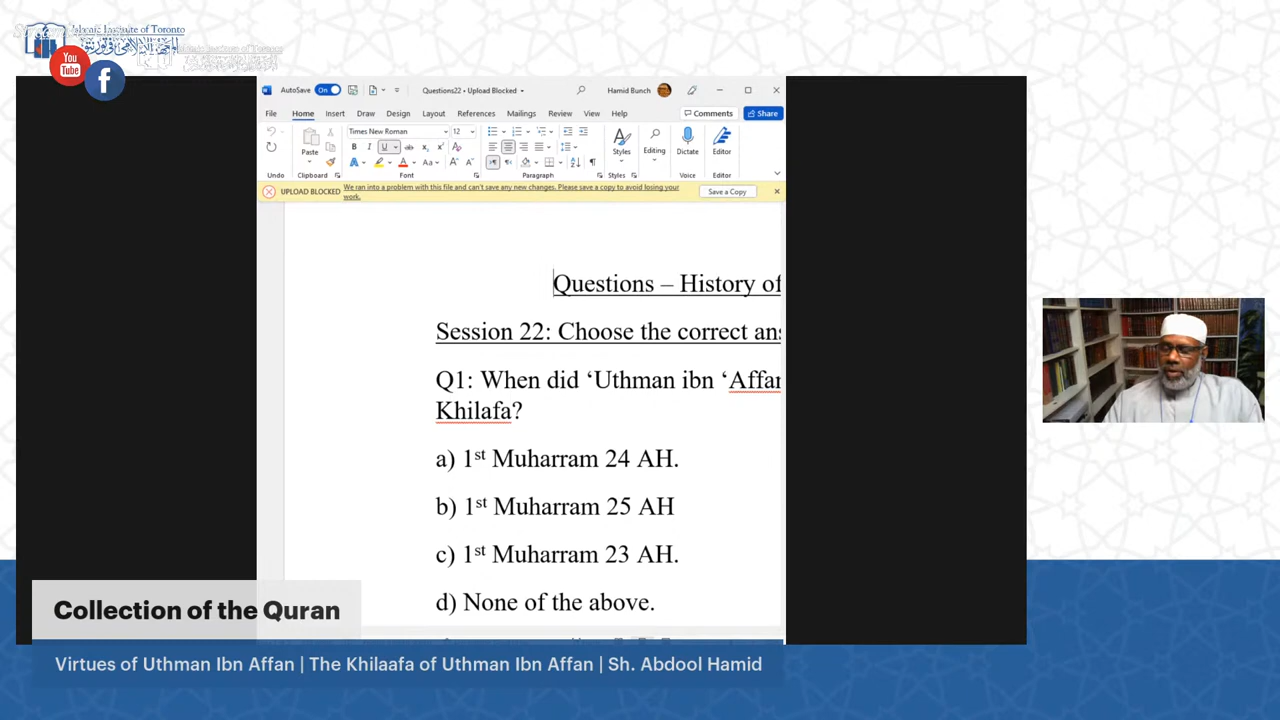 Islamic Institute of Toronto
You
Tube
AutoSave
On
Questions22 • Upload Blocked
Hamid Bunch
File
Home
Insert
Draw
Design
Layout
References
Mailings
Review
View
Help
Comments
Share
Times New Roman
12
Paste
Styles
Editing
Dictate
Editor
Clipboard
Font
Paragraph
Styles
Voice
Editor
UPLOAD BLOCKED We ran into a problem with this file and can't save any new changes. Please save a copy to avoid losing your
work.
Save a Copy
Questions – History of
Session 22: Choose the correct ans
Q1: When did ‘Uthman ibn ‘Affan
Khilafa?
a) 1st Muharram 24 AH.
b) 1st Muharram 25 AH
c) 1st Muharram 23 AH.
d) None of the above.
Collection of the Quran
Virtues of Uthman Ibn Affan | The Khilaafa of Uthman Ibn Affan | Sh. Abdool Hamid